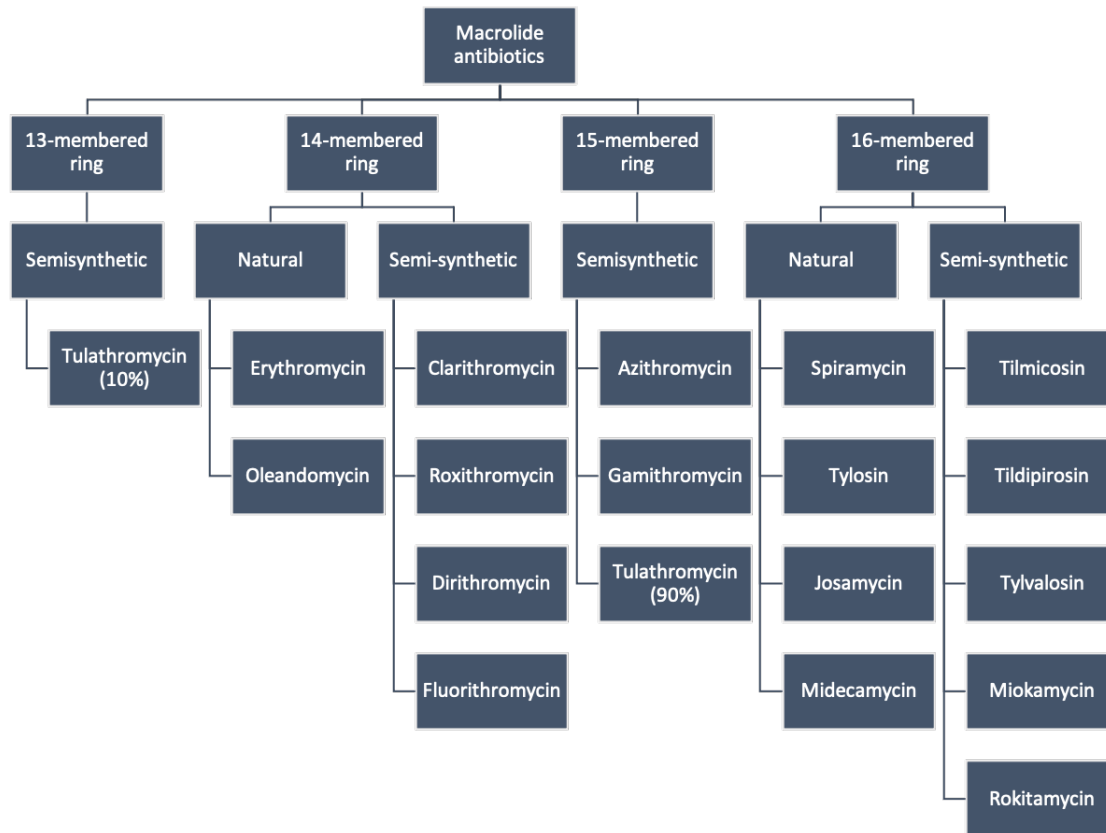 Macrolide
antibiotics
13-membered
ring
14-membered
ring
15-membered
ring
16-membered
ring
Semisynthetic
Natural
Semi-synthetic
Semisynthetic
Natural
Semi-synthetic
Tulathromycin
(10%)
Erythromycin
Clarithromycin
Azithromycin
Spiramycin
Tilmicosin
Oleandomycin
Roxithromycin
Gamithromycin
Tylosin
Tildipirosin
Dirithromycin
Tulathromycin
(90%)
Josamycin
Tylvalosin
Fluorithromycin
Midecamycin
Miokamycin
Rokitamycin